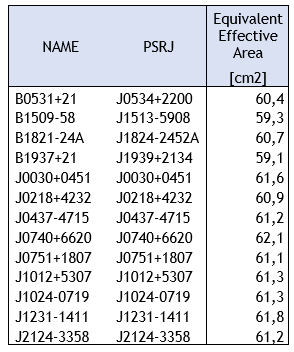 NAME PSRJ Equivalent
Effective
Area
[cm2]
B0531+21 J0534+2200 60,4
B1509-58 J1513-5908 59,3
B1821-24A J1824-2452A 60,7
B1937+21 J1939+2134 59,1
J0030+0451 J0030+0451 61,6
J0218+4232 J0218+4232 60,9
J0437-4715 J0437-4715 61,2
J0740+6620 J0740+6620 62,1
J0751+1807 J0751+1807 61,1
J1012+5307 J1012+5307 61,3
J1024-0719 J1024-0719 61,3
J1231-1411 J1231-1411 61,8
J2124-3358 J2124-3358 61,2